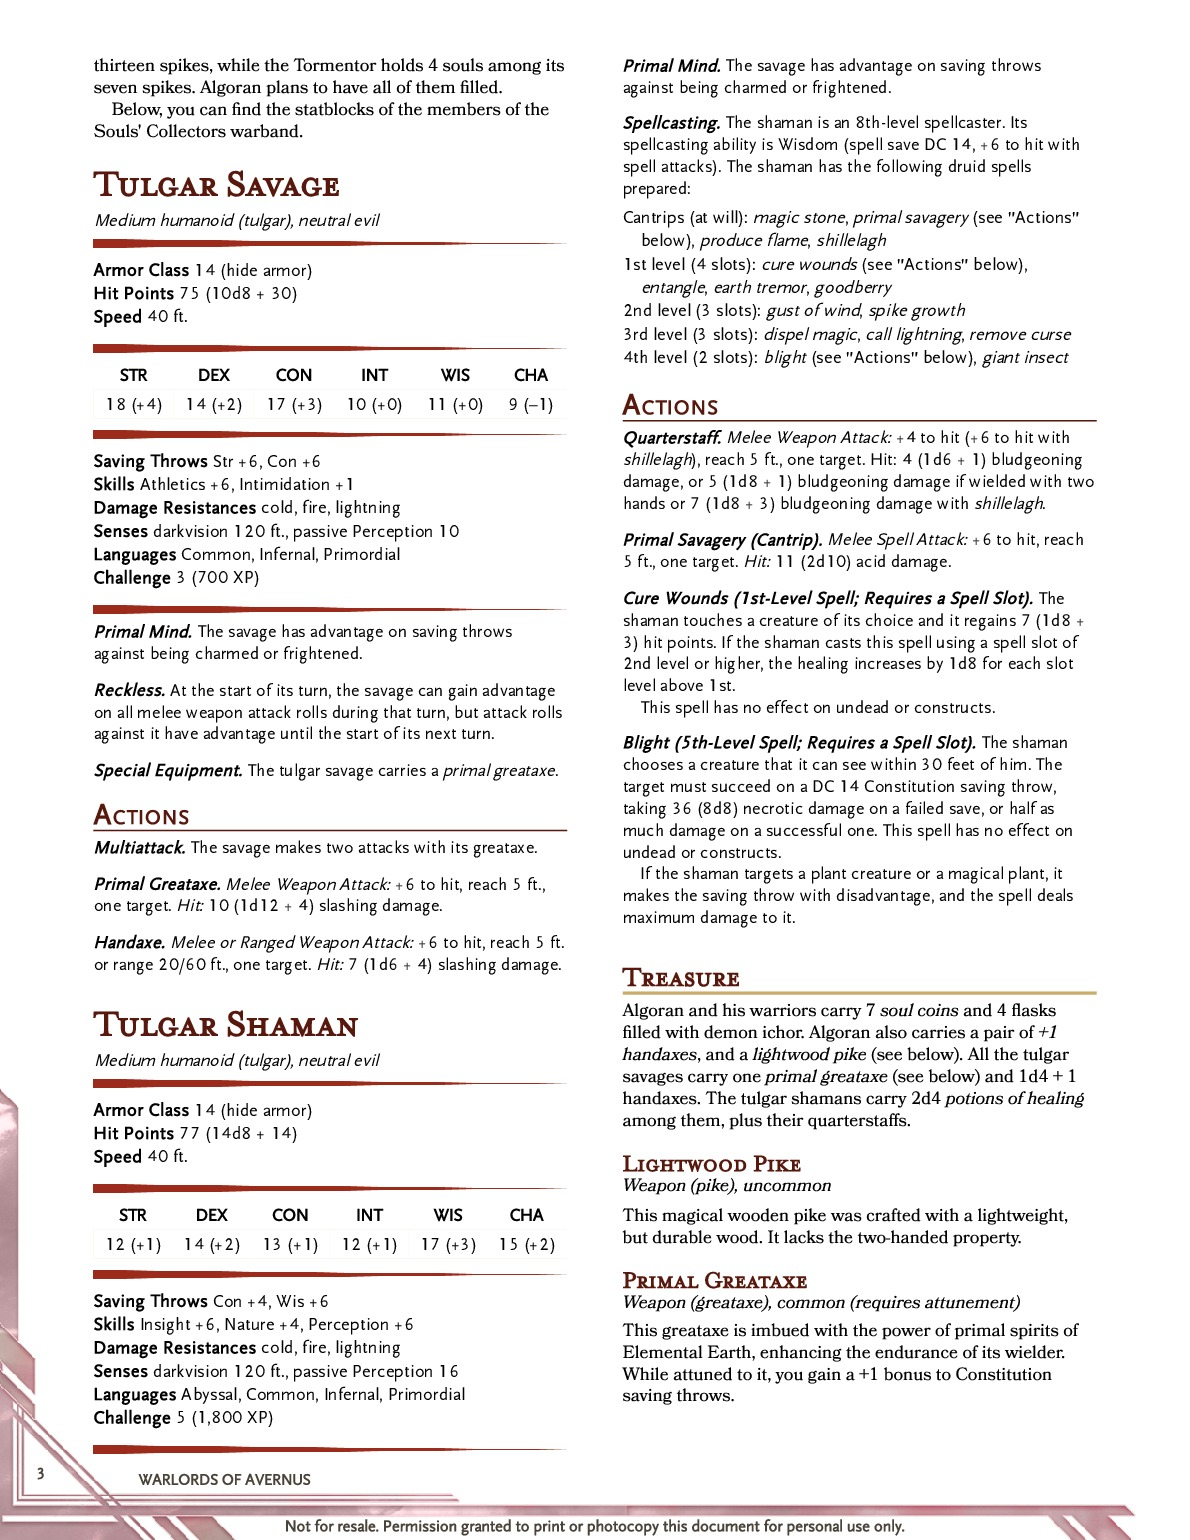 thirteen spikes, while the Tormentor holds 4 souls among its
seven spikes. Algoran plans to have all of them filled.
Below, you can find the statblocks of the members of the
Souls' Collectors warband.
Tulgar Savage
Medium humanoid (tulgar), neutral evil
Armor Class 14 (hide armor)
Hit Points 75 (10d8 + 30)
Speed 40 ft.
STR DEX CON INT WIS CHA
18 (+4) 14 (+2) 17 (+3) 10 (+0) 11 (+0) 9 (–1)
Saving Throws Str +6, Con +6
Skills Athletics +6, Intimidation +1
Damage Resistances cold, fire, lightning
Senses darkvision 120 ft., passive Perception 10
Languages Common, Infernal, Primordial
Challenge 3 (700 XP)
Primal Mind. The savage has advantage on saving throws
against being charmed or frightened.
Reckless. At the start of its turn, the savage can gain advantage
on all melee weapon attack rolls during that turn, but attack rolls
against it have advantage until the start of its next turn.
Special Equipment. The tulgar savage carries a primal greataxe.
Actions
Multiattack. The savage makes two attacks with its greataxe.
Primal Greataxe. Melee Weapon Attack: +6 to hit, reach 5 ft.,
one target. Hit: 10 (1d12 + 4) slashing damage.
Handaxe. Melee or Ranged Weapon Attack: +6 to hit, reach 5 ft.
or range 20/60 ft., one target. Hit: 7 (1d6 + 4) slashing damage.
Tulgar Shaman
Medium humanoid (tulgar), neutral evil
Armor Class 14 (hide armor)
Hit Points 77 (14d8 + 14)
Speed 40 ft.
STR DEX CON INT WIS CHA
12 (+1) 14 (+2) 13 (+1) 12 (+1) 17 (+3) 15 (+2)
Saving Throws Con +4, Wis +6
Skills Insight +6, Nature +4, Perception +6
Damage Resistances cold, fire, lightning
Senses darkvision 120 ft., passive Perception 16
Languages Abyssal, Common, Infernal, Primordial
Challenge 5 (1,800 XP)
Primal Mind. The savage has advantage on saving throws
against being charmed or frightened.
Spellcasting. The shaman is an 8th-level spellcaster. Its
spellcasting ability is Wisdom (spell save DC 14, +6 to hit with
spell attacks). The shaman has the following druid spells
prepared:
Cantrips (at will): magic stone, primal savagery (see "Actions"
below), produce flame, shillelagh
1st level (4 slots): cure wounds (see "Actions" below),
entangle, earth tremor, goodberry
2nd level (3 slots): gust of wind, spike growth
3rd level (3 slots): dispel magic, call lightning, remove curse
4th level (2 slots): blight (see "Actions" below), giant insect
Actions
Quarterstaff. Melee Weapon Attack: +4 to hit (+6 to hit with
shillelagh), reach 5 ft., one target. Hit: 4 (1d6 + 1) bludgeoning
damage, or 5 (1d8 + 1) bludgeoning damage if wielded with two
hands or 7 (1d8 + 3) bludgeoning damage with shillelagh.
Primal Savagery (Cantrip). Melee Spell Attack: +6 to hit, reach
5 ft., one target. Hit: 11 (2d10) acid damage.
Cure Wounds (1st-Level Spell; Requires a Spell Slot). The
shaman touches a creature of its choice and it regains 7 (1d8 +
3) hit points. If the shaman casts this spell using a spell slot of
2nd level or higher, the healing increases by 1d8 for each slot
level above 1st.
This spell has no effect on undead or constructs.
Blight (5th-Level Spell; Requires a Spell Slot). The shaman
chooses a creature that it can see within 30 feet of him. The
target must succeed on a DC 14 Constitution saving throw,
taking 36 (8d8) necrotic damage on a failed save, or half as
much damage on a successful one. This spell has no effect on
undead or constructs.
If the shaman targets a plant creature or a magical plant, it
makes the saving throw with disadvantage, and the spell deals
maximum damage to it.
Treasure
Algoran and his warriors carry 7 soul coins and 4 flasks
filled with demon ichor. Algoran also carries a pair of +1
handaxes, and a lightwood pike (see below). All the tulgar
savages carry one primal greataxe (see below) and 1d4 + 1
handaxes. The tulgar shamans carry 2d4 potions of healing
among them, plus their quarterstaffs.
Lightwood Pike
Weapon (pike), uncommon
This magical wooden pike was crafted with a lightweight,
but durable wood. It lacks the two-handed property.
Primal Greataxe
Weapon (greataxe), common (requires attunement)
This greataxe is imbued with the power of primal spirits of
Elemental Earth, enhancing the endurance of its wielder.
While attuned to it, you gain a +1 bonus to Constitution
saving throws.
3
WARLORDS OF AVERNUS
Not for resale. Permission granted to print or photocopy this document for personal use only.